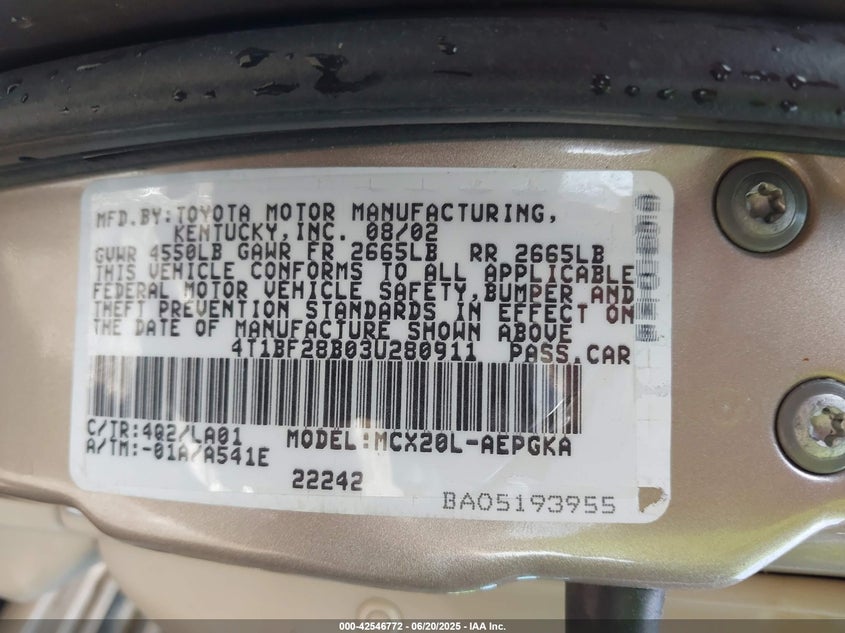 MFD.BY:TOYOTA MOTOR MANUFACTURING,
KENTUCKY,INC. 08/02
GVWR 4550LB GAWR FR 2665LB RR 2665LB
THIS VEHICLE CONFORMS TO ALL APPLICABLE
FEDERAL MOTOR VEHICLE SAFETY,BUMPER AND
THEFT PREVENTION STANDARDS IN EFFECT ON
THE DATE OF MANUFACTURE SHOWN ABOVE
4T1BF28B03U280911 PASS.CAR
C/TR:402/LA01 MODEL:MCX20L-AEPGKA
A/TM:-01A/A541E
22242
BA05193955
000-42546772 | 06/20/2025 | IAA Inc.